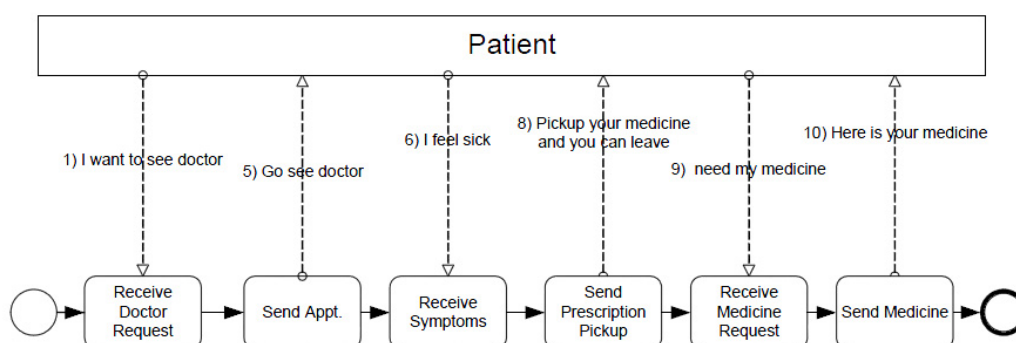 Patient
1) I want to see doctor
5) Go see doctor
6) I feel sick
8) Pickup your medicine
and you can leave
9) need my medicine
10) Here is your medicine
Receive
Doctor
Request
Send Appt.
Receive
Symptoms
Send
Prescription
Pickup
Receive
Medicine
Request
Send Medicine